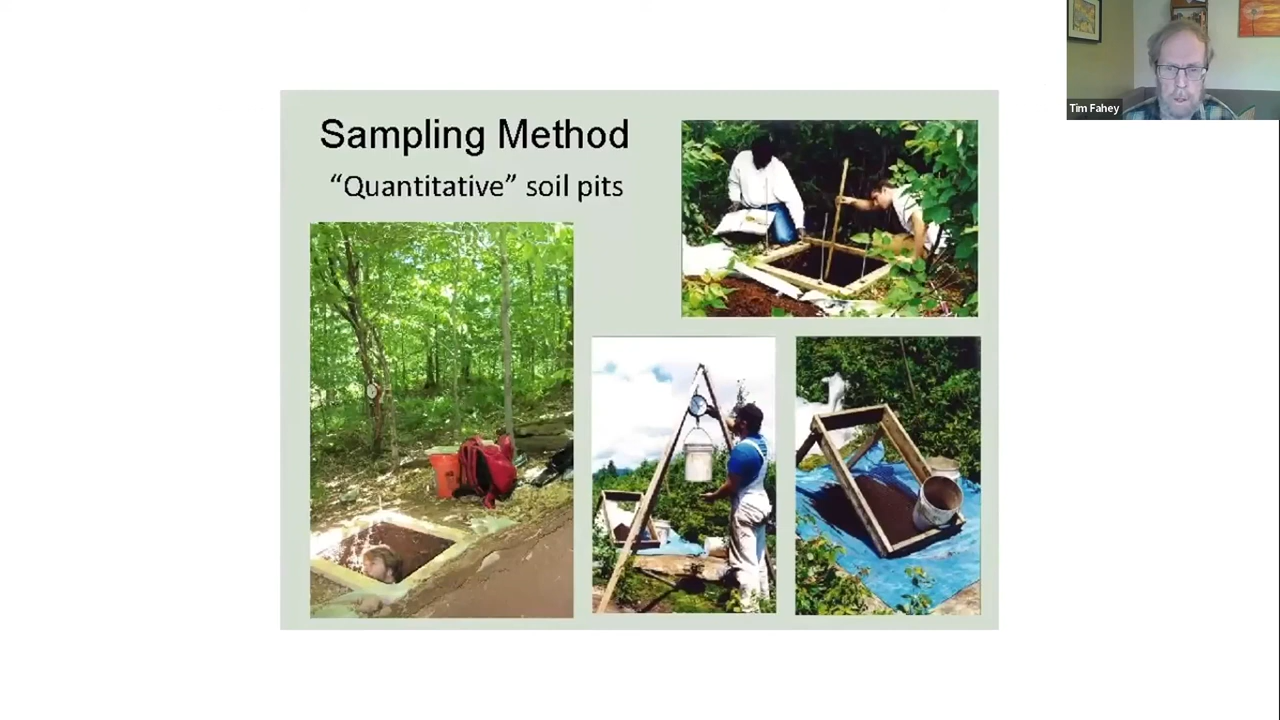 Sampling Method
“Quantitative” soil pits
Tim Fahey